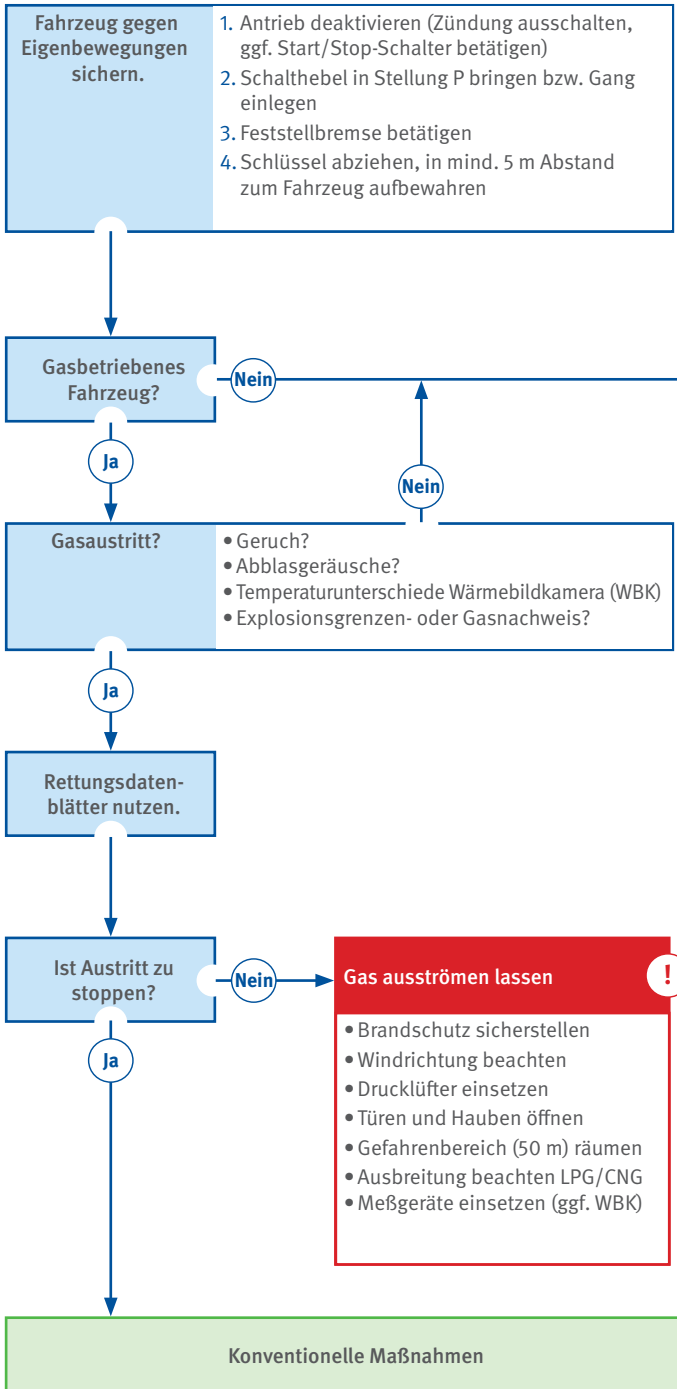 Fahrzeug gegen
Eigenbewegungen
sichern.
1. Antrieb deaktivieren (Zündung ausschalten,
ggf. Start/Stop-Schalter betätigen)
2. Schalthebel in Stellung P bringen bzw. Gang
einlegen
3. Feststellbremse betätigen
4. Schlüssel abziehen, in mind. 5 m Abstand
zum Fahrzeug aufbewahren
Gasbetriebenes
Fahrzeug?
Nein
Ja
Nein
Gasaustritt?
• Geruch?
• Abblasgeräusche?
• Temperaturunterschiede Wärmebildkamera (WBK)
• Explosionsgrenzen- oder Gasnachweis?
Ja
Rettungsdaten-
blätter nutzen.
Ist Austritt zu
stoppen?
Nein
Gas ausströmen lassen
!
• Brandschutz sicherstellen
• Windrichtung beachten
• Drucklüfter einsetzen
• Türen und Hauben öffnen
• Gefahrenbereich (50 m) räumen
• Ausbreitung beachten LPG/CNG
• Meßgeräte einsetzen (ggf. WBK)
Ja
Konventionelle Maßnahmen